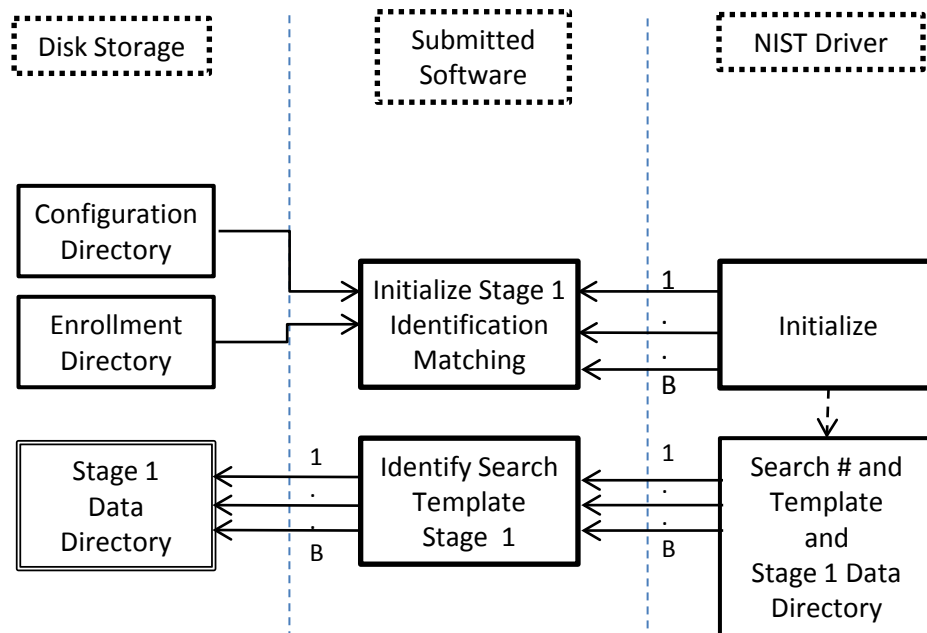 Disk Storage
Submitted
Software
NIST Driver
Configuration
Directory
Enrollment
Directory
Initialize Stage 1
Identification
Matching
1
.
.
B
Initialize
Stage 1
Data
Directory
1
.
.
B
Identify Search
Template
Stage 1
1
.
.
B
Search # and
Template
and
Stage 1 Data
Directory